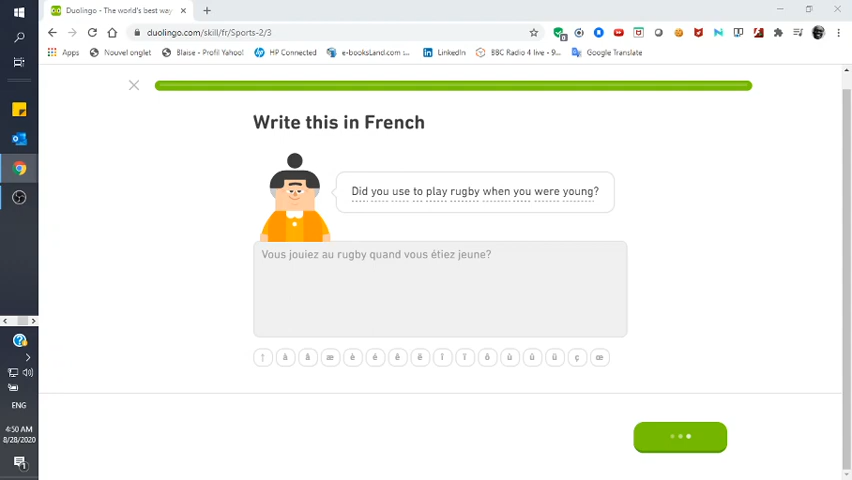 Duolingo - The world's best way
duolingo.com/skill/fr/Sports-2/3
Apps
Nouvel onglet
Blaise - Profil Yahoo!
HP Connected
e-booksLand.com :...
LinkedIn
BBC Radio 4 live - 9...
Google Translate
Write this in French
Did you use to play rugby when you were young?
Vous jouiez au rugby quand vous étiez jeune?
↑ à â æ è é ê ë î ï ô ù û ü ç œ
ENG
4:50 AM
8/28/2020